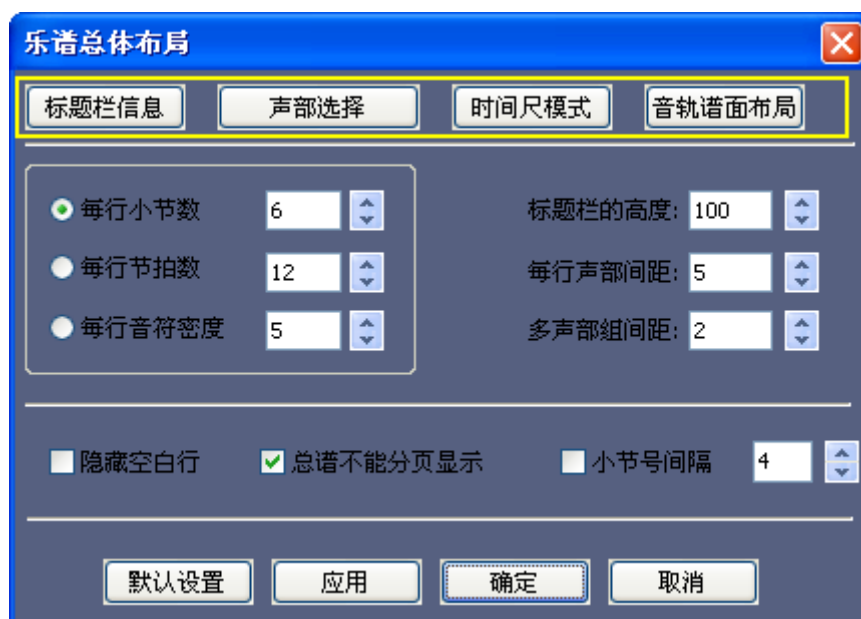 乐谱总体布局
标题栏信息 声部选择 时间尺模式 音轨谱面布局
每行小节数 6 标题栏的高度: 100
每行节拍数 12 每行声部间距: 5
每行音符密度 5 多声部组间距: 2
隐藏空白行 总谱不能分页显示 小节号间隔 4
默认设置 应用 确定 取消